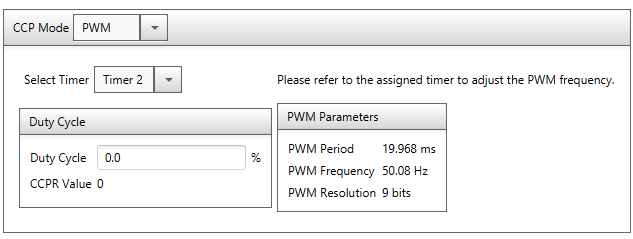 CCP Mode PWM
Select Timer Timer 2 Please refer to the assigned timer to adjust the PWM frequency.
Duty Cycle
Duty Cycle 0.0 %
CCPR Value 0
PWM Parameters
PWM Period 19.968 ms
PWM Frequency 50.08 Hz
PWM Resolution 9 bits